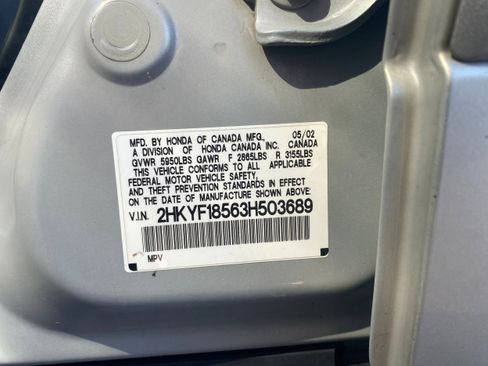 MFD. BY HONDA OF CANADA MFG., 05/02
A DIVISION OF HONDA CANADA INC. CANADA
GVWR 5950LBS GAWR F 2865LBS R 3155LBS
THIS VEHICLE CONFORMS TO ALL APPLICABLE
FEDERAL MOTOR VEHICLE SAFETY.
AND THEFT PREVENTION STANDARDS IN EFFECT
ON THE DATE OF MANUFACTURE SHOWN ABOVE.
V.I.N. 2HKYF18563H503689
MPV